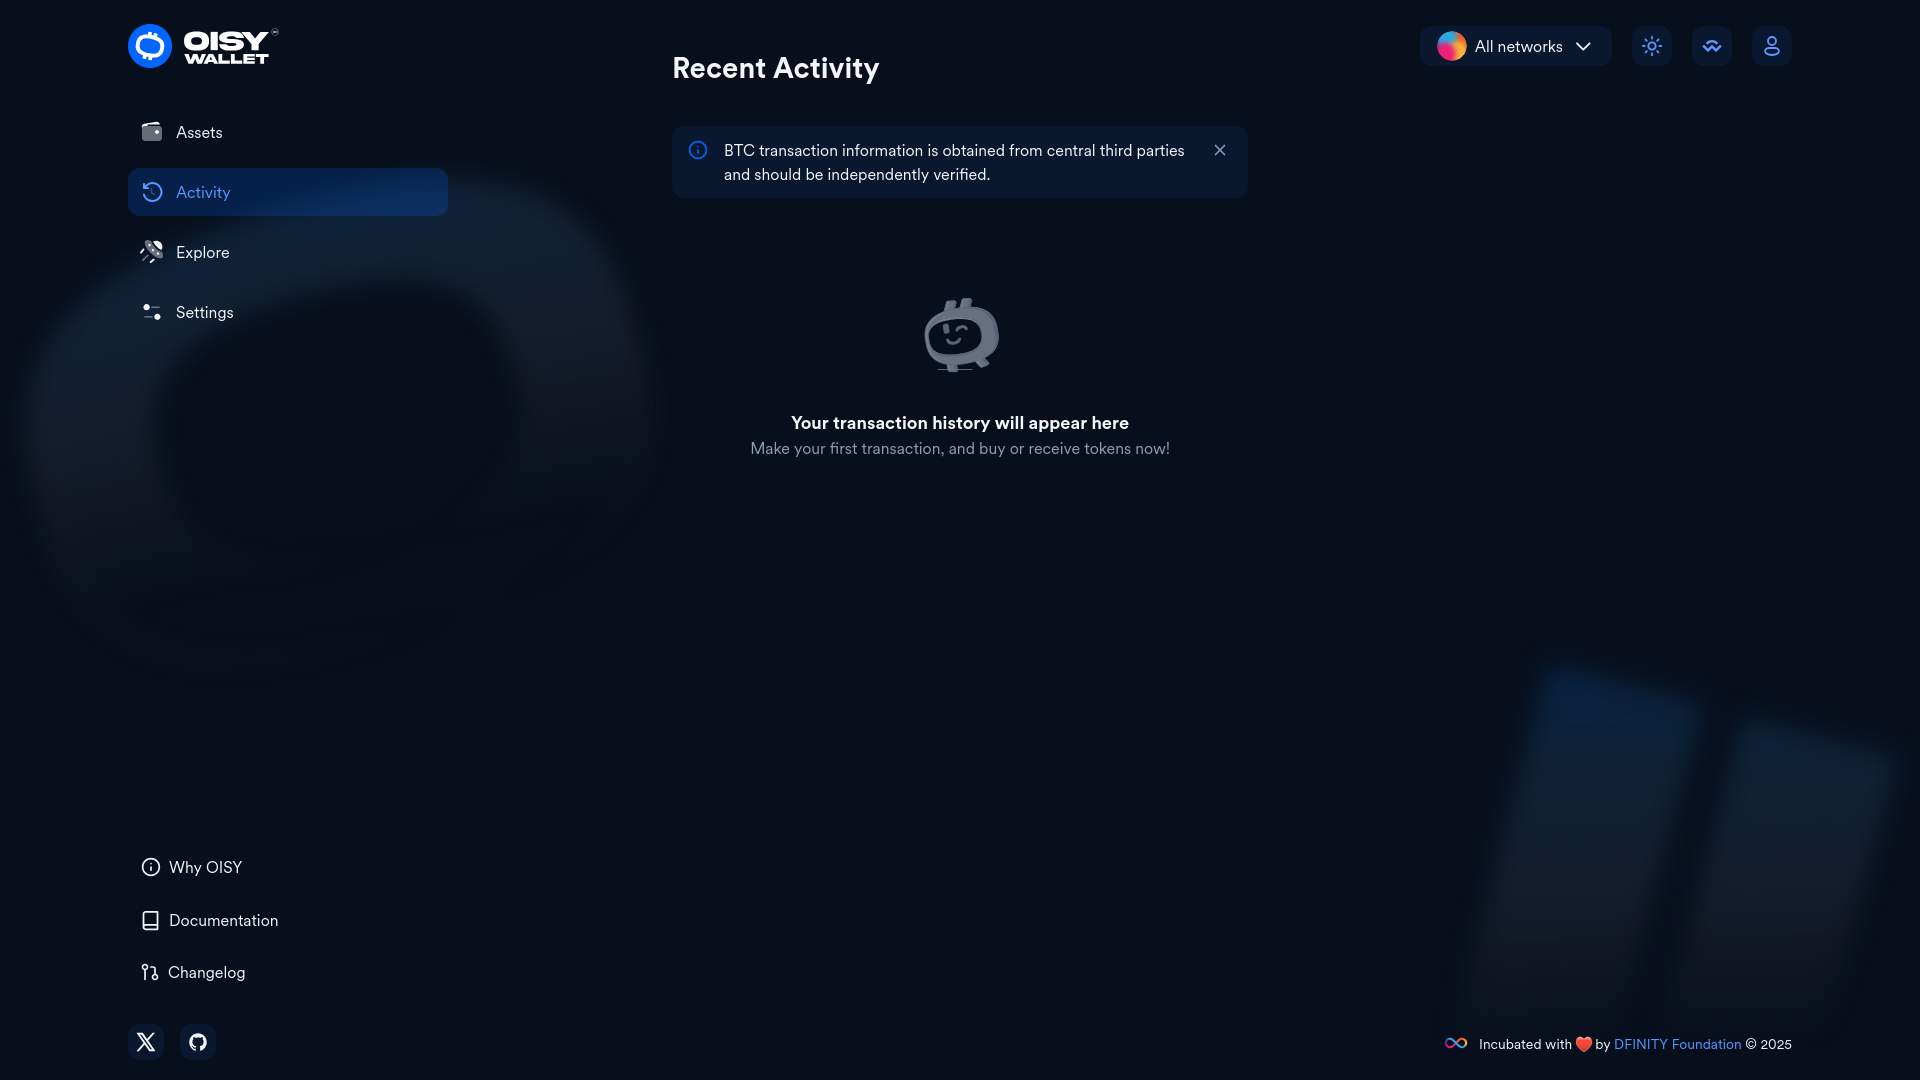 OISY
WALLET
Recent Activity
All networks
Assets
Activity
Explore
Settings
BTC transaction information is obtained from central third parties
and should be independently verified.
Your transaction history will appear here
Make your first transaction, and buy or receive tokens now!
Why OISY
Documentation
Changelog
Incubated with ❤️ by DFINITY Foundation © 2025